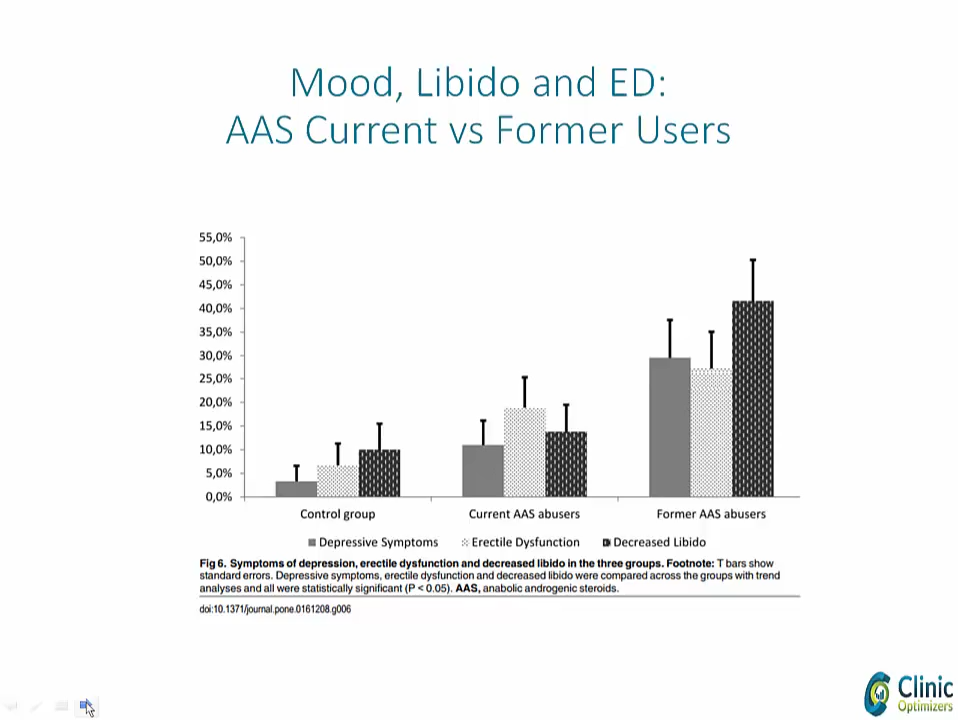 Mood, Libido and ED:
AAS Current vs Former Users
55,0%
50,0%
45,0%
40,0%
35,0%
30,0%
25,0%
20,0%
15,0%
10,0%
5,0%
0,0%
Control group
Current AAS abusers
Former AAS abusers
Depressive Symptoms
Erectile Dysfunction
Decreased Libido
Fig 6. Symptoms of depression, erectile dysfunction and decreased libido in the three groups. Footnote: T bars show
standard errors. Depressive symptoms, erectile dysfunction and decreased libido were compared across the groups with trend
analyses and all were statistically significant (P < 0.05). AAS, anabolic androgenic steroids.
doi:10.1371/journal.pone.0161208.g006
Clinic
Optimizers